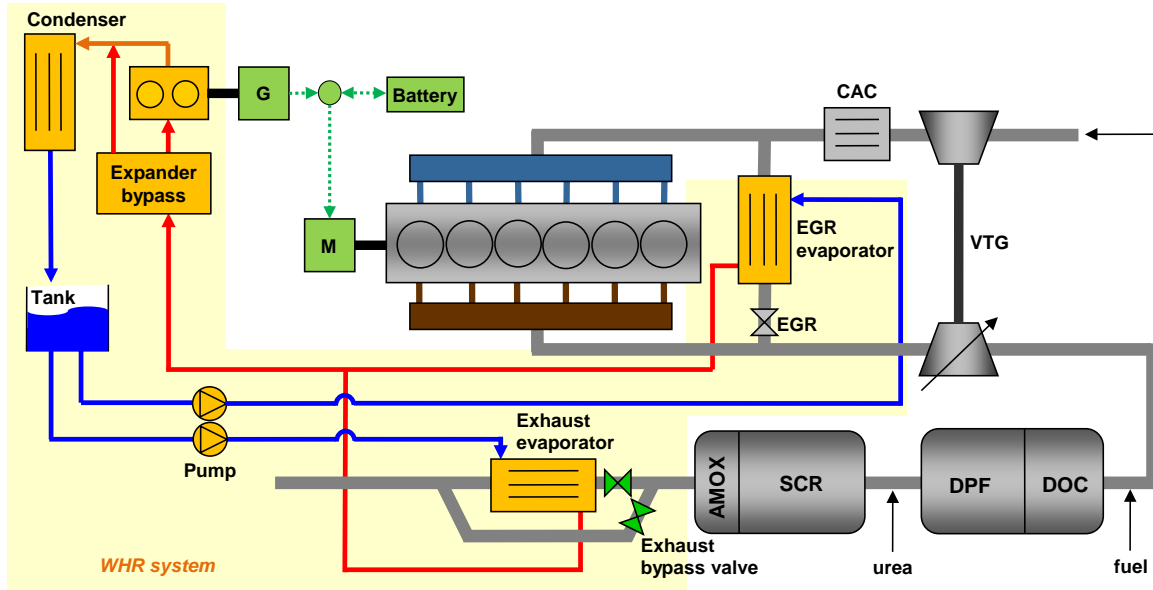 Condenser
G
Battery
CAC
Expander
bypass
M
EGR
evaporator
VTG
Tank
EGR
Pump
Exhaust
evaporator
AMOX
SCR
DPF
DOC
Exhaust
bypass valve
WHR system
urea
fuel